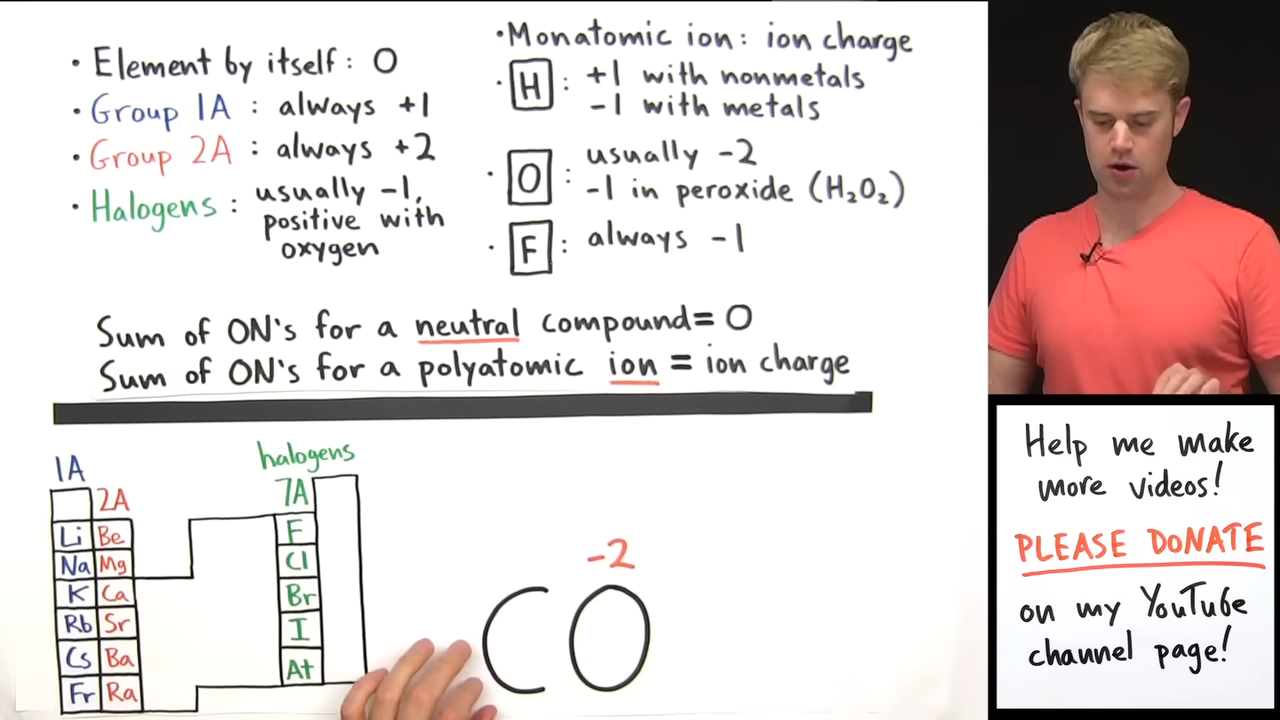 • Element by itself: 0
• Group 1A : always +1
• Group 2A : always +2
• Halogens : usually -1,
positive with
oxygen
• Monatomic ion: ion charge
• H : +1 with nonmetals
-1 with metals
• O : usually -2
-1 in peroxide (H₂O₂)
• F : always -1
Sum of ON's for a neutral compound = 0
Sum of ON's for a polyatomic ion = ion charge
1A
2A
halogens
7A
Li Be
Na Mg
K Ca
Rb Sr
Cs Ba
Fr Ra
F
Cl
Br
I
At
-2
CO
Help me make
more videos!
PLEASE DONATE
on my YouTube
channel page!